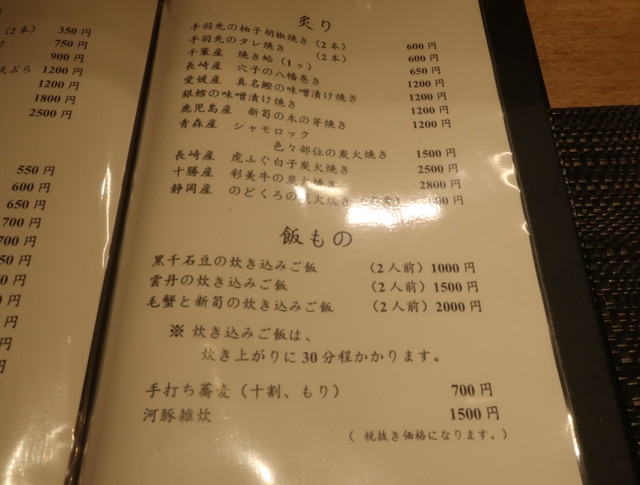 (2本) 350円
750円
900円
天ぷら 1200円
1200円
1800円
2500円
550円
600円
650円
700円
700円
円
円
円
円
円
円
炙り
手羽先の柚子胡椒焼き(2本) 600円
手羽先のタレ焼き (2本) 600円
千葉産 焼き蛤(1ヶ) 650円
長崎産 穴子の八幡巻き 1200円
愛媛産 真名鰹の味噌漬け焼き 1200円
銀鱈の味噌漬け焼き 1200円
鹿児島産 新筍の木の芽焼き 1200円
青森産 シャモロック
色々部位の炭火焼き 1500円
長崎産 虎ふぐ白子炭火焼き 2500円
十勝産 彩美牛の炭火焼き 2800円
静岡産 のどくろの炭火焼き 円
飯もの
黒千石豆の炊き込みご飯 (2人前)1000円
雲丹の炊き込みご飯 (2人前)1500円
毛蟹と新筍の炊き込みご飯 (2人前)2000円
※ 炊き込みご飯は、
炊き上がりに30分程かかります。
手打ち蕎麦(十割、もり) 700円
河豚雑炊 1500円
( 税抜き価格になります。)